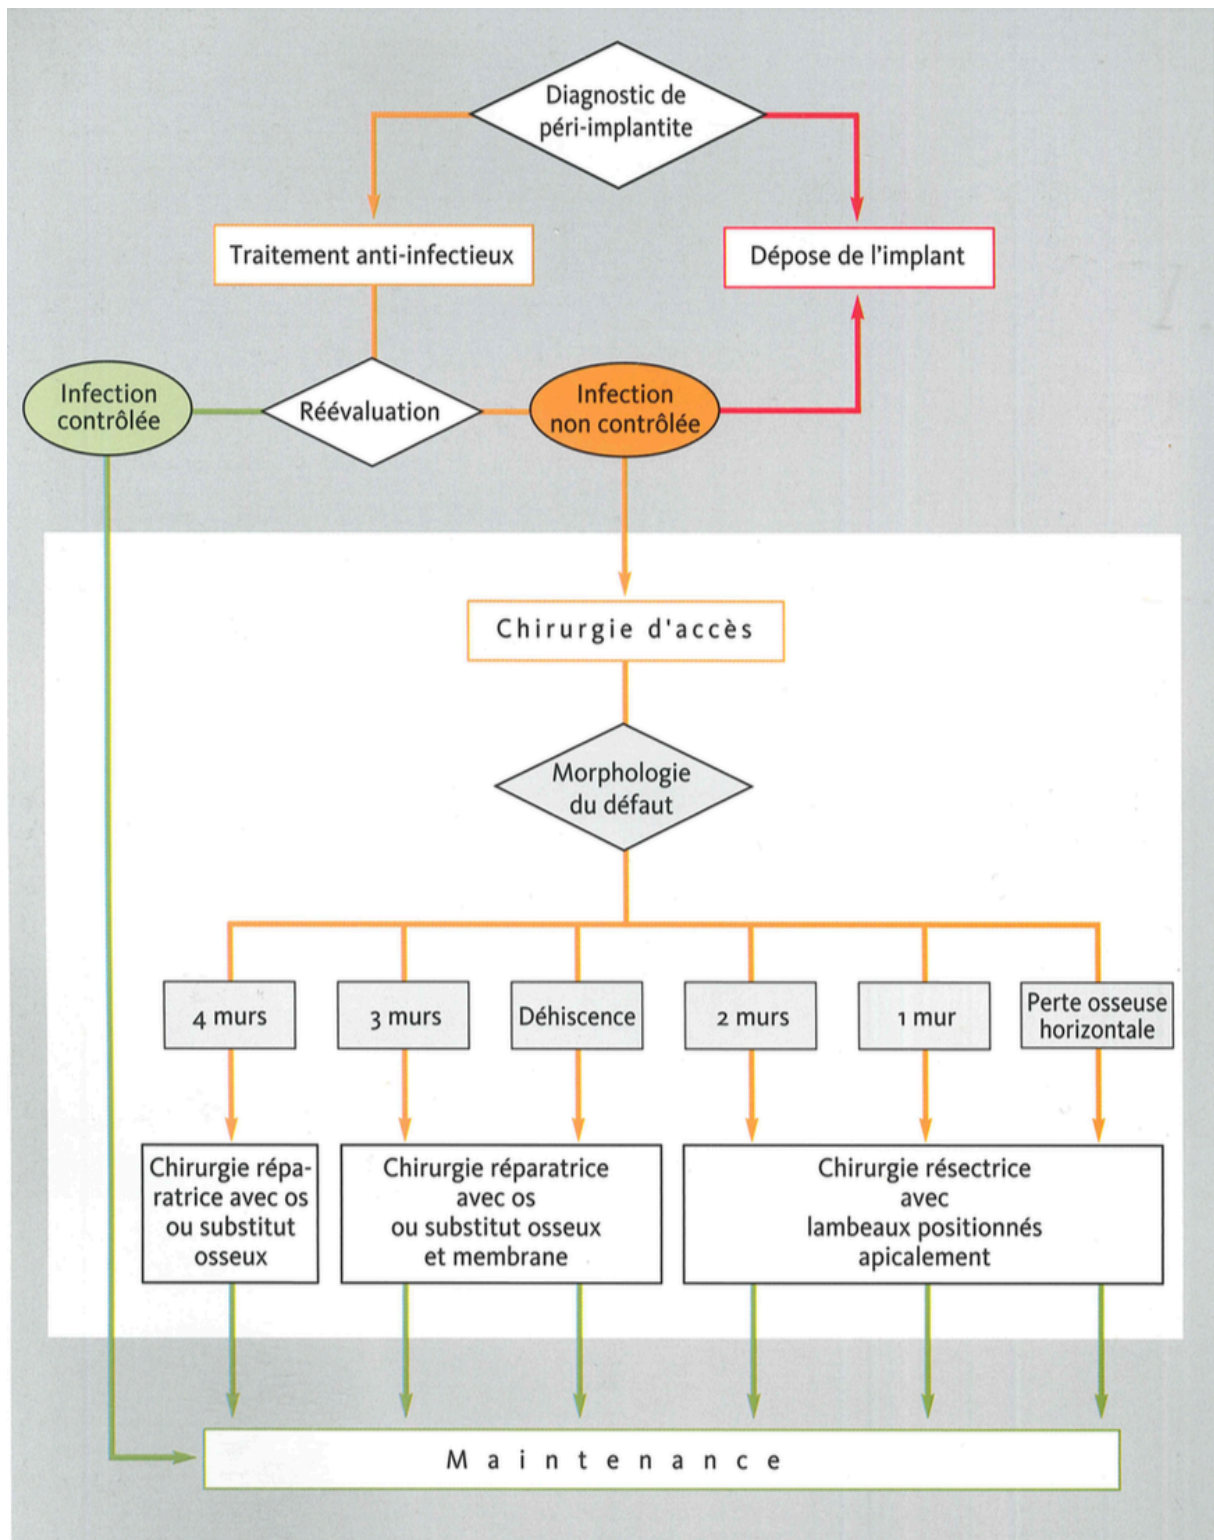 Diagnostic de
péri-implantite
Traitement anti-infectieux
Dépose de l'implant
Infection
contrôlée
Réévaluation
Infection
non contrôlée
Chirurgie d'accès
Morphologie
du défaut
4 murs
3 murs
Déhiscence
2 murs
1 mur
Perte osseuse
horizontale
Chirurgie répa-
ratrice avec os
ou substitut
osseux
Chirurgie réparatrice
avec os
ou substitut osseux
et membrane
Chirurgie résectrice
avec
lambeaux positionnés
apicalement
Maintenance